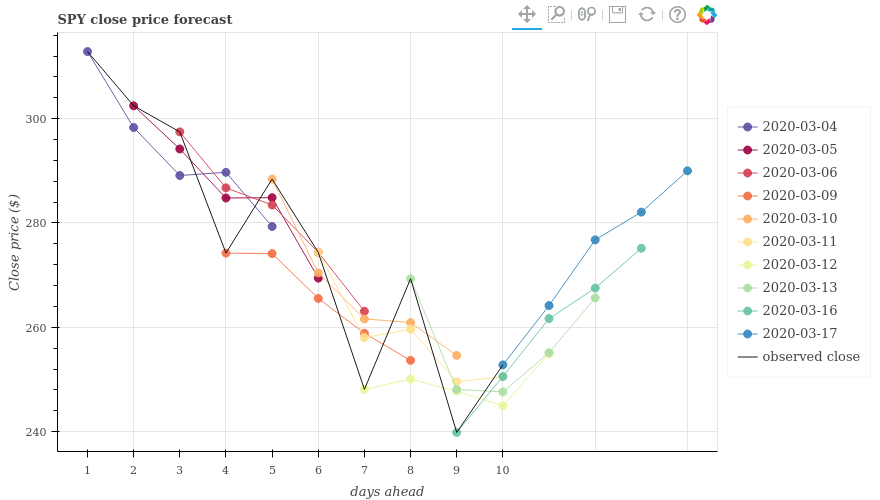 SPY close price forecast
Close price ($)
300
280
260
240
1 2 3 4 5 6 7 8 9 10
days ahead
2020-03-04
2020-03-05
2020-03-06
2020-03-09
2020-03-10
2020-03-11
2020-03-12
2020-03-13
2020-03-16
2020-03-17
observed close